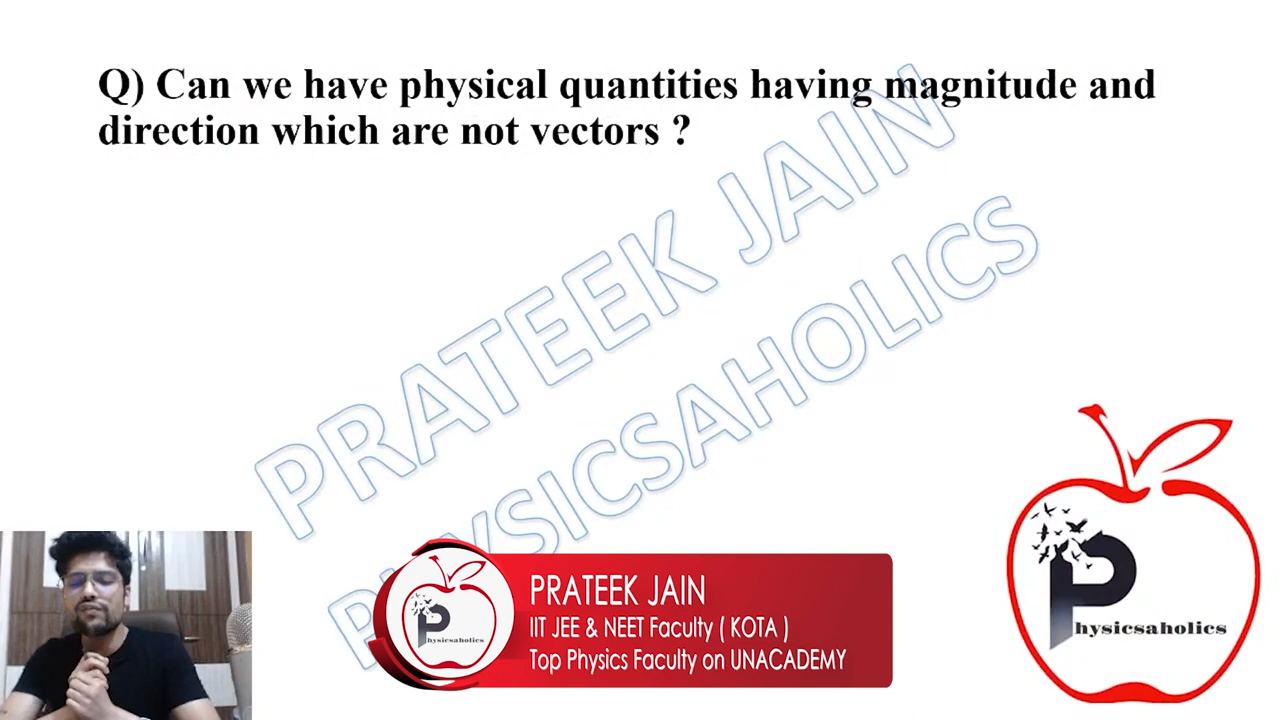 Q) Can we have physical quantities having magnitude and
direction which are not vectors ?
PRATEEK JAIN
PHYSICSAHOLICS
Physicsaholics
PRATEEK JAIN
IIT JEE & NEET Faculty ( KOTA )
Top Physics Faculty on UNACADEMY
Physicsaholics